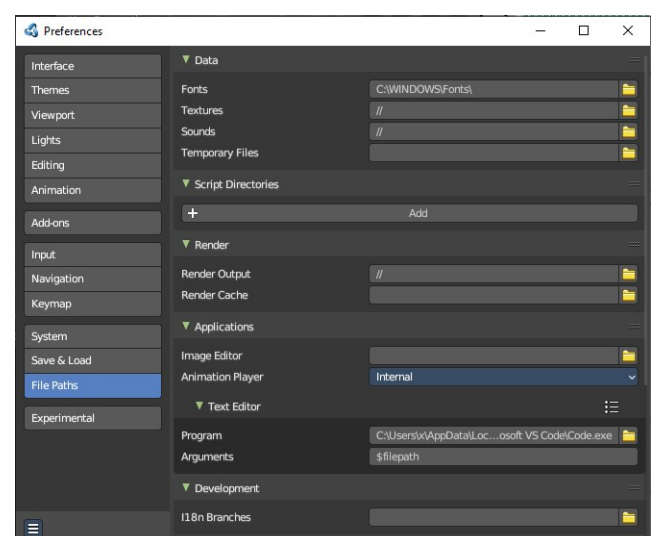 Preferences
Interface
Themes
Viewport
Lights
Editing
Animation
Add-ons
Input
Navigation
Keymap
System
Save & Load
File Paths
Experimental
Data
Fonts C:\WINDOWS\Fonts\
Textures //
Sounds //
Temporary Files
Script Directories
+ Add
Render
Render Output //
Render Cache
Applications
Image Editor
Animation Player Internal
Text Editor
Program C:\Users\x\AppData\Loc...osoft VS Code\Code.exe
Arguments $filepath
Development
I18n Branches